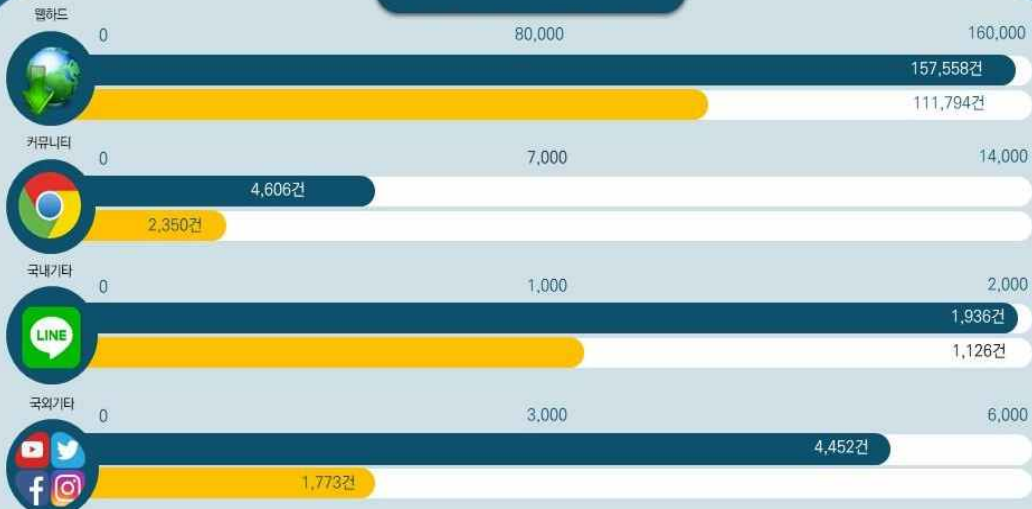 웹하드
0 80,000 160,000
157,558건
111,794건
커뮤니티
0 7,000 14,000
4,606건
2,350건
국내기타
0 1,000 2,000
LINE
1,936건
1,126건
국외기타
0 3,000 6,000
4,452건
1,773건